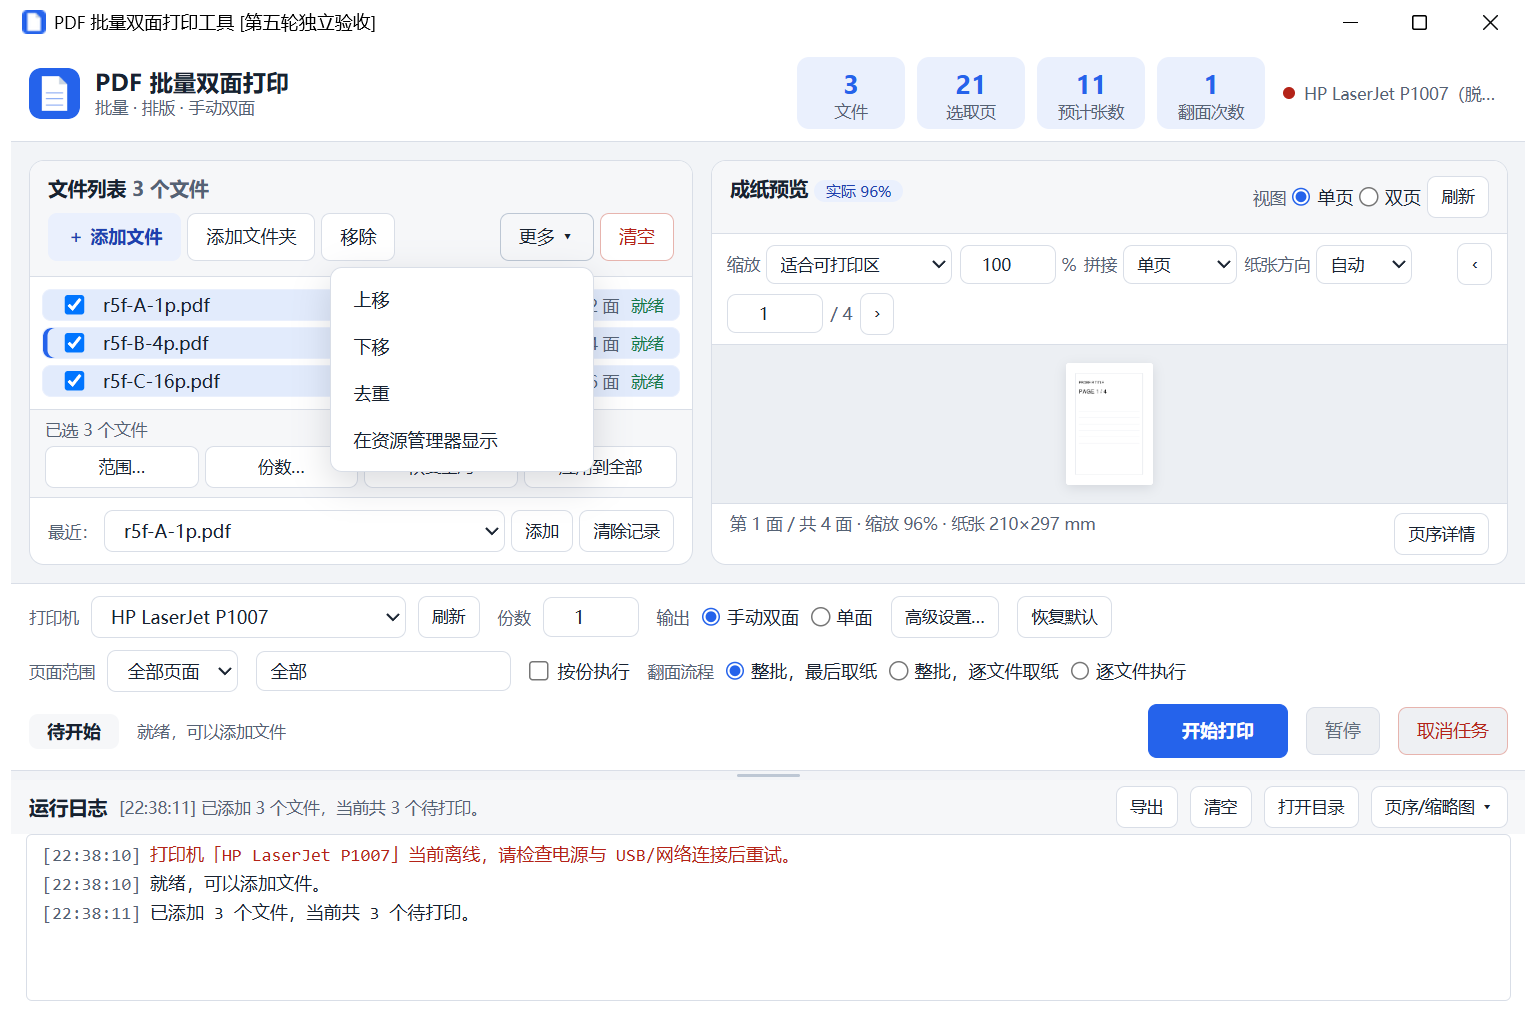 PDF 批量双面打印工具 [第五轮独立验收]
PDF 批量双面打印
批量 · 排版 · 手动双面
3 文件
21 选取页
11 预计张数
1 翻面次数
HP LaserJet P1007（脱...
文件列表 3 个文件
+ 添加文件 添加文件夹 移除 更多 ▾ 清空
上移
下移
去重
在资源管理器显示
r5f-A-1p.pdf 2 面 就绪
r5f-B-4p.pdf 面 就绪
r5f-C-16p.pdf 面 就绪
已选 3 个文件
范围... 份数... 到全部
最近: r5f-A-1p.pdf 添加 清除记录
成纸预览 实际 96%
视图 单页 双页 刷新
缩放 适合可打印区 100 % 拼接 单页 纸张方向 自动 ‹
1 / 4 ›
PAGE 1 / 4
第 1 面 / 共 4 面 · 缩放 96% · 纸张 210×297 mm
页序详情
打印机 HP LaserJet P1007 刷新 份数 1 输出 手动双面 单面 高级设置... 恢复默认
页面范围 全部页面 全部 按份执行 翻面流程 整批，最后取纸 整批，逐文件取纸 逐文件执行
待开始 就绪，可以添加文件
开始打印 暂停 取消任务
运行日志 [22:38:11] 已添加 3 个文件，当前共 3 个待打印。
导出 清空 打开目录 页序/缩略图 ▾
[22:38:10] 打印机「HP LaserJet P1007」当前离线，请检查电源与 USB/网络连接后重试。
[22:38:10] 就绪，可以添加文件。
[22:38:11] 已添加 3 个文件，当前共 3 个待打印。